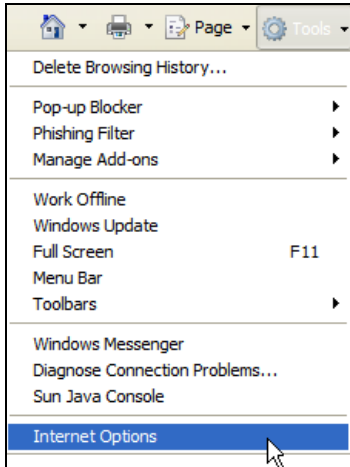 Page Tools
Delete Browsing History...
Pop-up Blocker
Phishing Filter
Manage Add-ons
Work Offline
Windows Update
Full Screen F11
Menu Bar
Toolbars
Windows Messenger
Diagnose Connection Problems...
Sun Java Console
Internet Options